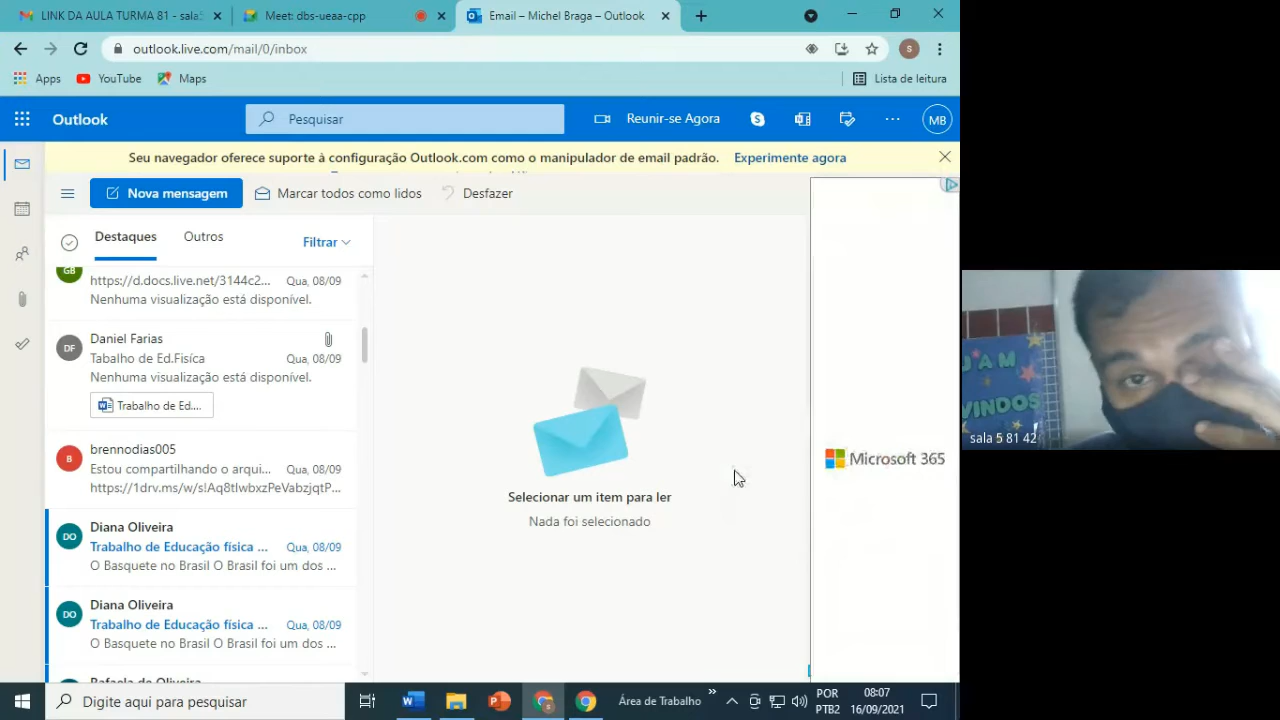 LINK DA AULA TURMA 81 - sala5
Meet: dbs-ueaa-cpp
Email – Michel Braga – Outlook
outlook.live.com/mail/0/inbox
S
Apps
YouTube
Maps
Lista de leitura
Outlook
Pesquisar
Reunir-se Agora
MB
Seu navegador oferece suporte à configuração Outlook.com como o manipulador de email padrão. Experimente agora
Nova mensagem
Marcar todos como lidos
Desfazer
Destaques
Outros
Filtrar
GB
https://d.docs.live.net/3144c2... Qua, 08/09
Nenhuma visualização está disponível.
Daniel Farias
DF
Tabalho de Ed.Fisíca Qua, 08/09
Nenhuma visualização está disponível.
Trabalho de Ed....
brennodias005
B
Estou compartilhando o arqui... Qua, 08/09
https://1drv.ms/w/s!Aq8tlwbxzPeVabzjqtP...
Diana Oliveira
DO
Trabalho de Educação física ... Qua, 08/09
O Basquete no Brasil O Brasil foi um dos ...
Diana Oliveira
DO
Trabalho de Educação física ... Qua, 08/09
O Basquete no Brasil O Brasil foi um dos ...
Rafaela de Oliveira
Selecionar um item para ler
Nada foi selecionado
Microsoft 365
JAM
VINDOS
sala 5 81 42
Digite aqui para pesquisar
Área de Trabalho
POR
PTB2
08:07
16/09/2021